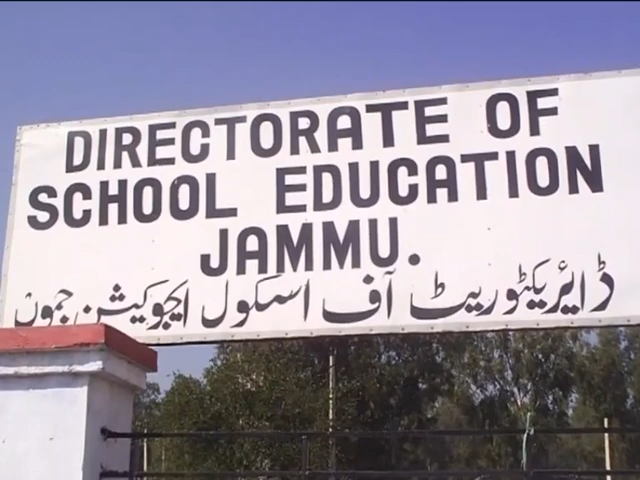 DIRECTORATE OF
SCHOOL EDUCATION
JAMMU.
ڈائریکٹوریٹ آف اسکول ایجوکیشن جموں